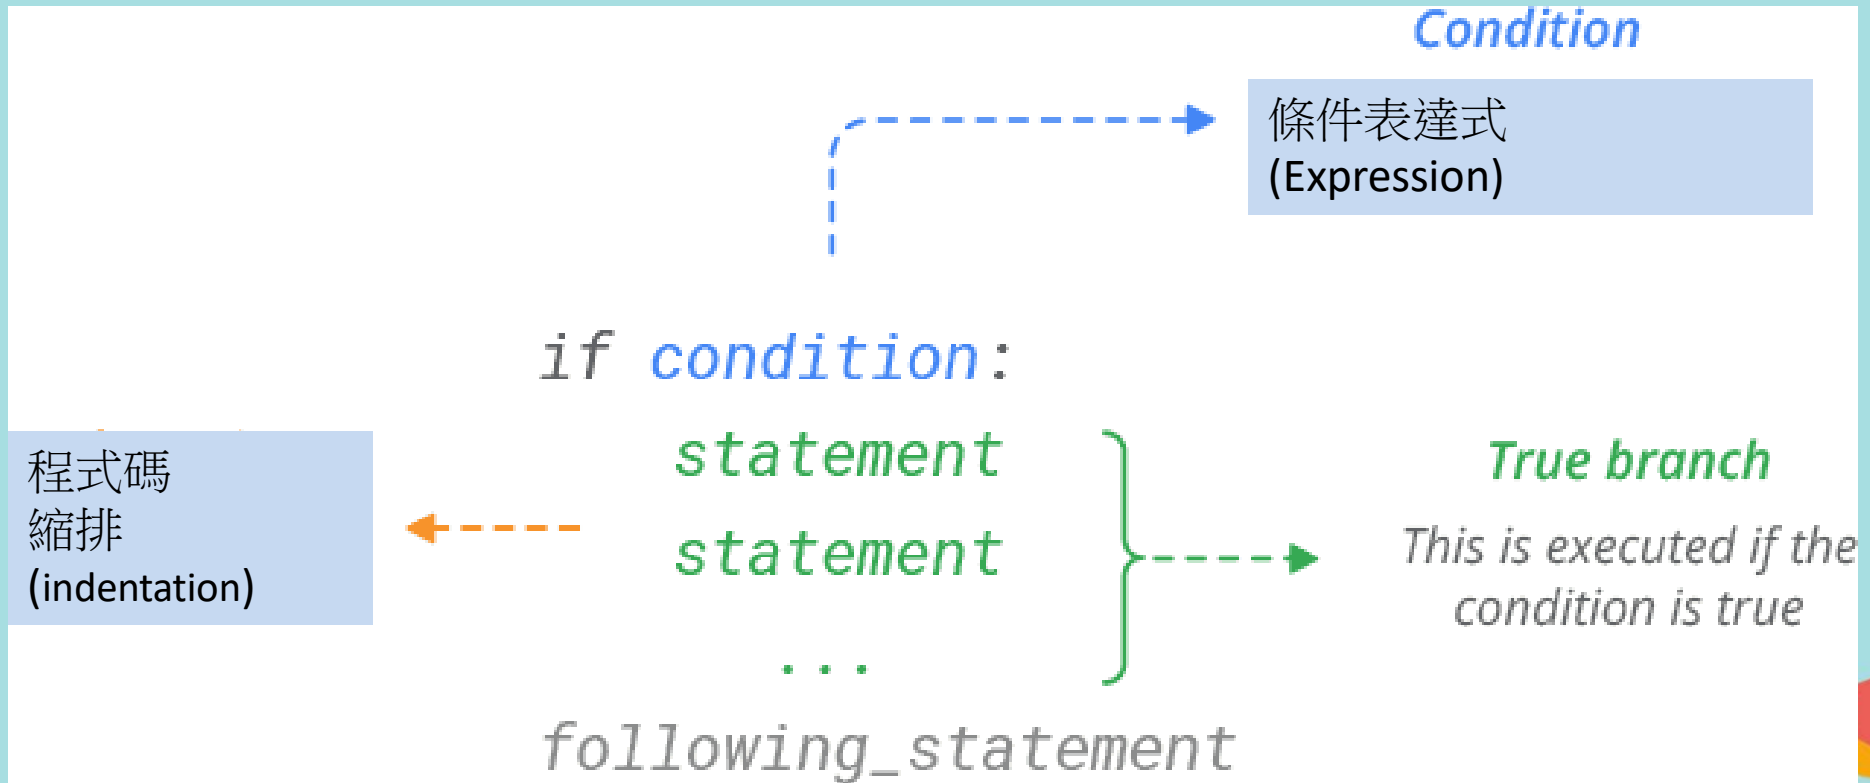 Condition
條件表達式
(Expression)
if condition:
statement
statement
...
following_statement
程式碼
縮排
(indentation)
True branch
This is executed if the
condition is true